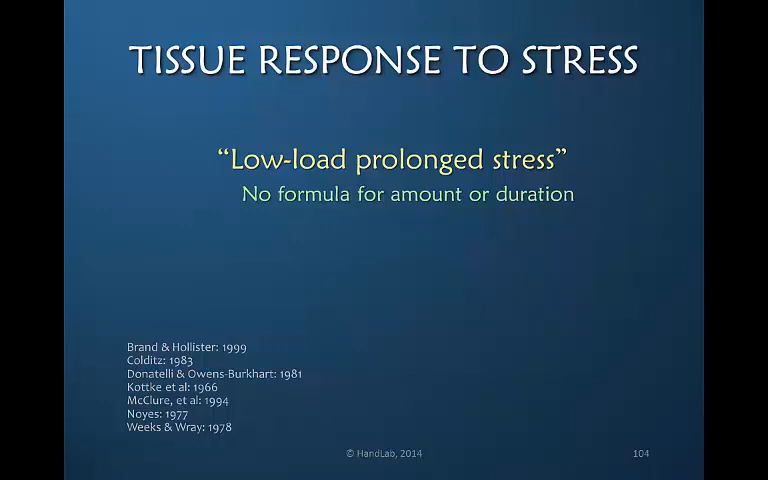 TISSUE RESPONSE TO STRESS
“Low-load prolonged stress”
No formula for amount or duration
Brand & Hollister: 1999
Colditz: 1983
Donatelli & Owens-Burkhart: 1981
Kottke et al: 1966
McClure, et al: 1994
Noyes: 1977
Weeks & Wray: 1978
© HandLab, 2014
104